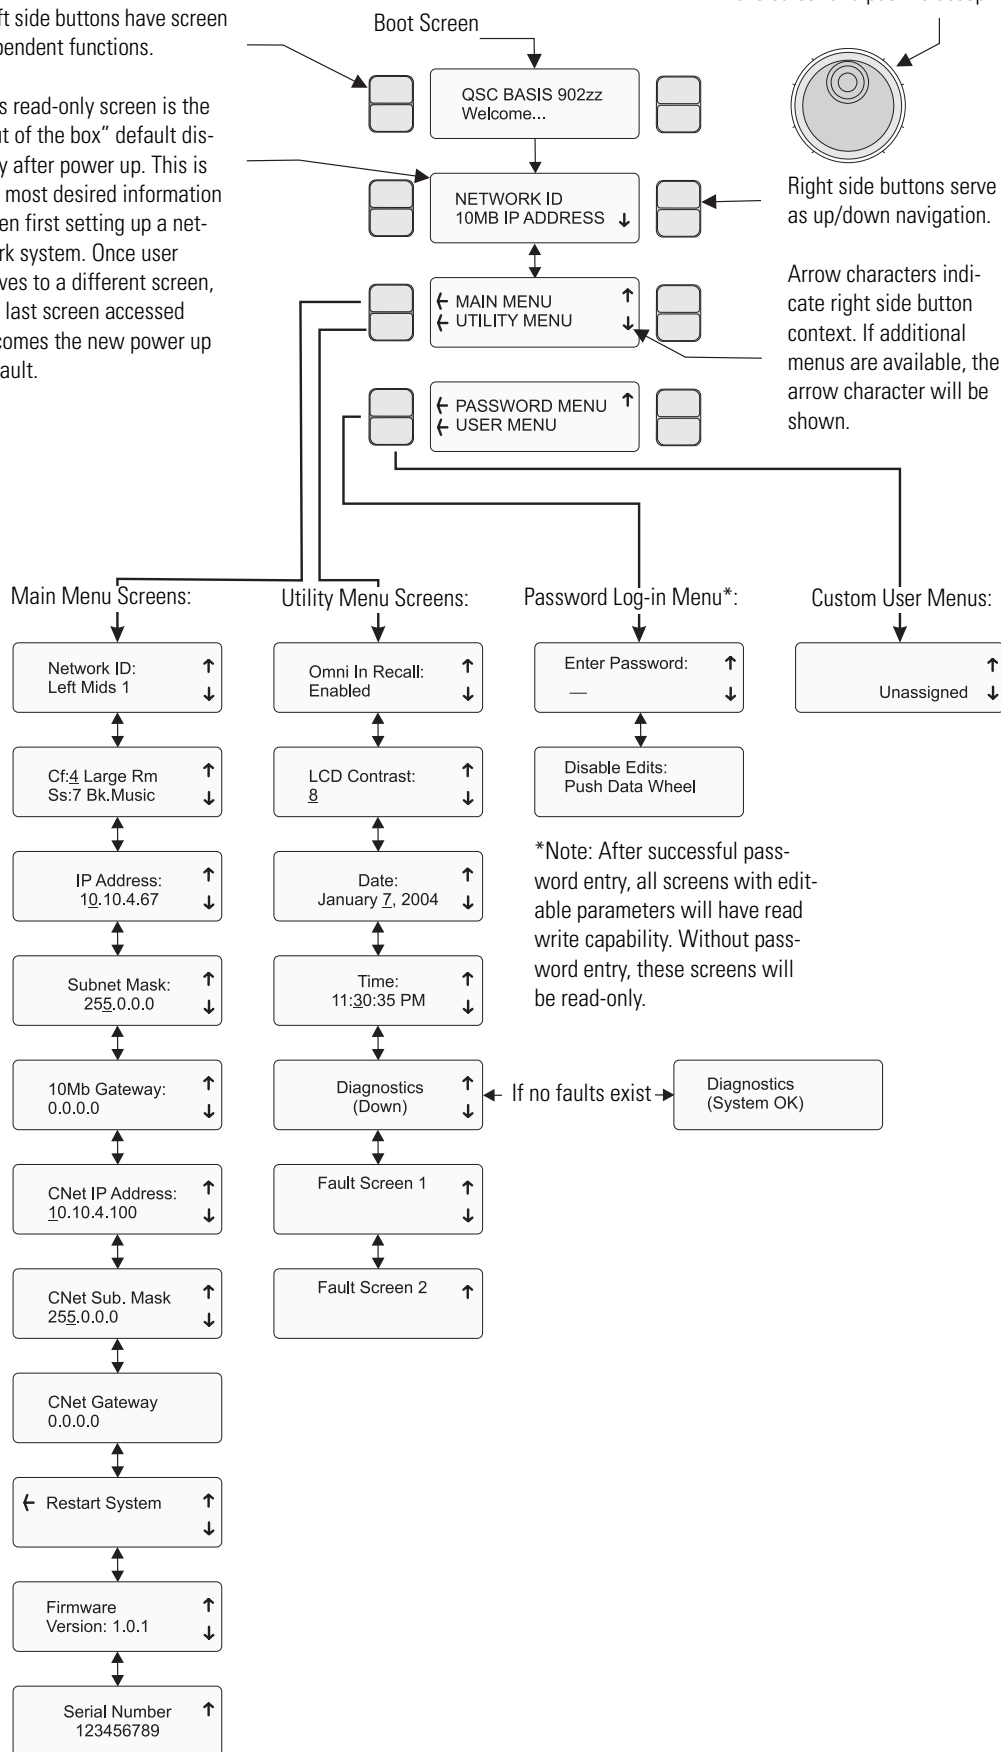 ft side buttons have screen
pendent functions.
s read-only screen is the
t of the box” default dis-
y after power up. This is
most desired information
en first setting up a net-
rk system. Once user
ves to a different screen,
last screen accessed
comes the new power up
ault.
Boot Screen
QSC BASIS 902zz
Welcome...
NETWORK ID
10MB IP ADDRESS ↓
← MAIN MENU ↑
← UTILITY MENU ↓
← PASSWORD MENU ↑
← USER MENU
Right side buttons serve
as up/down navigation.
Arrow characters indi-
cate right side button
context. If additional
menus are available, the
arrow character will be
shown.
Main Menu Screens:
Network ID: ↑
Left Mids 1 ↓
Cf:4 Large Rm ↑
Ss:7 Bk.Music ↓
IP Address: ↑
10.10.4.67 ↓
Subnet Mask: ↑
255.0.0.0 ↓
10Mb Gateway: ↑
0.0.0.0 ↓
CNet IP Address: ↑
10.10.4.100 ↓
CNet Sub. Mask ↑
255.0.0.0 ↓
CNet Gateway
0.0.0.0
← Restart System ↑
↓
Firmware ↑
Version: 1.0.1 ↓
Serial Number ↑
123456789
Utility Menu Screens:
Omni In Recall: ↑
Enabled ↓
LCD Contrast: ↑
8 ↓
Date: ↑
January 7, 2004 ↓
Time: ↑
11:30:35 PM ↓
Diagnostics ↑
(Down) ↓
If no faults exist
Diagnostics
(System OK)
Fault Screen 1 ↑
↓
Fault Screen 2 ↑
Password Log-in Menu*:
Enter Password: ↑
— ↓
Disable Edits:
Push Data Wheel
*Note: After successful pass-
word entry, all screens with edit-
able parameters will have read
write capability. Without pass-
word entry, these screens will
be read-only.
Custom User Menus:
↑
Unassigned ↓